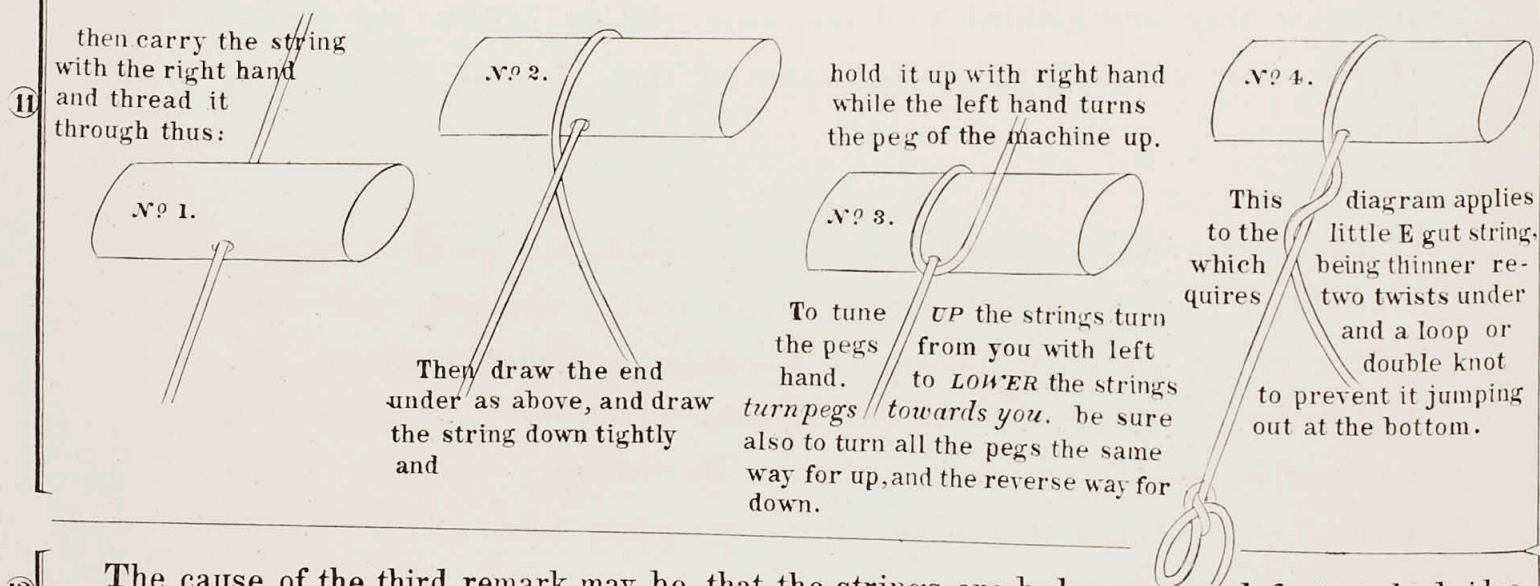 11
then carry the string
with the right hand
and thread it
through thus:
Nº 1.
Nº 2.
Then draw the end
under as above, and draw
the string down tightly
and
hold it up with right hand
while the left hand turns
the peg of the machine up.
Nº 3.
To tune UP the strings turn
the pegs from you with left
hand. to LOWER the strings
turn pegs towards you. be sure
also to turn all the pegs the same
way for up, and the reverse way for
down.
Nº 4.
This diagram applies
to the little E gut string,
which being thinner re-
quires two twists under
and a loop or
double knot
to prevent it jumping
out at the bottom.
The cause of the third remark may be, that the strings are